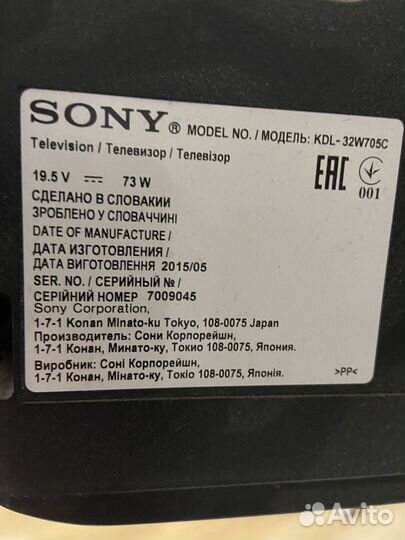 SONY® MODEL NO. / МОДЕЛЬ: KDL-32W705C
Television / Телевизор / Телевізор
19.5 V ⎓ 73 W
EAC
001
СДЕЛАНО В СЛОВАКИИ
ЗРОБЛЕНО У СЛОВАЧЧИНІ
DATE OF MANUFACTURE /
ДАТА ИЗГОТОВЛЕНИЯ /
ДАТА ВИГОТОВЛЕННЯ 2015/05
SER. NO. / СЕРИЙНЫЙ № /
СЕРІЙНИЙ НОМЕР 7009045
Sony Corporation,
1-7-1 Konan Minato-ku Tokyo, 108-0075 Japan
Производитель: Сони Корпорейшн,
1-7-1 Конан, Минато-ку, Токио 108-0075, Япония.
Виробник: Соні Корпорейшн,
1-7-1 Конан, Мінато-ку, Токіо 108-0075, Японія.
>PP<
Avito